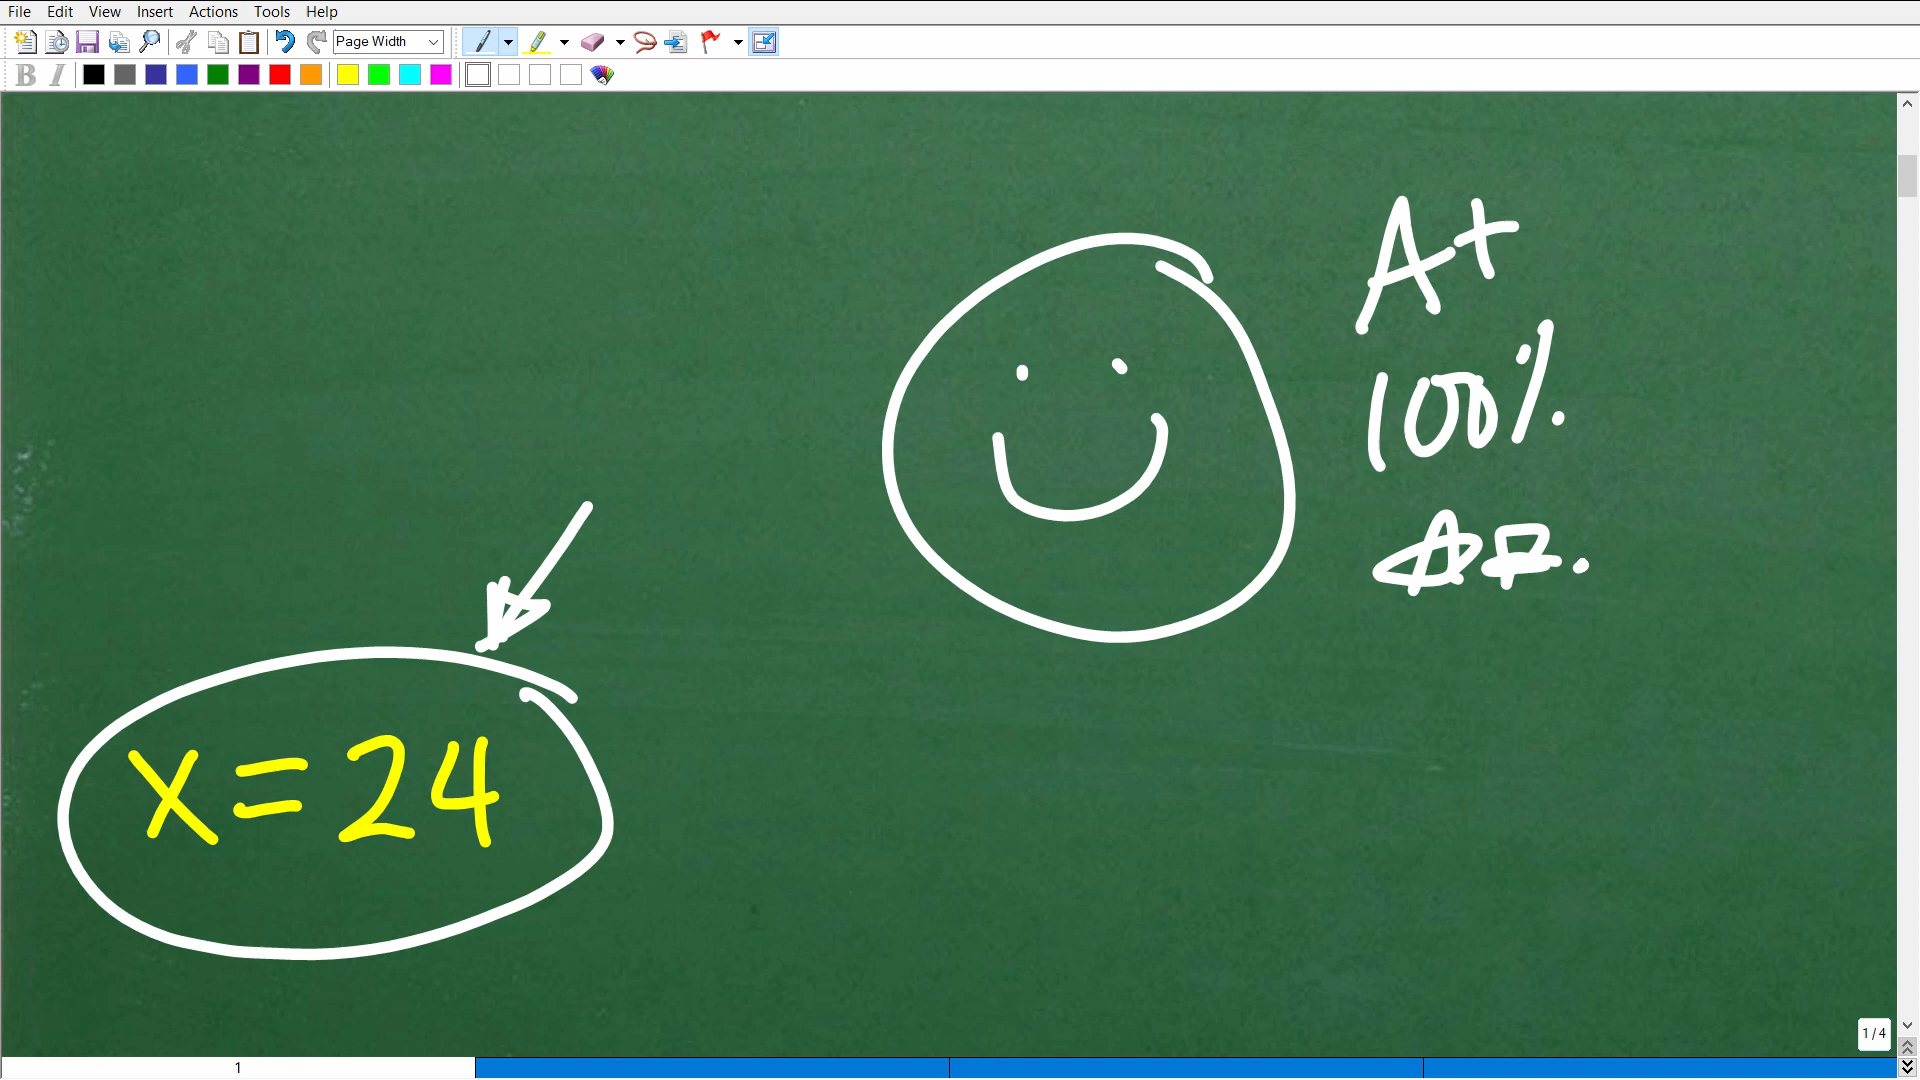 File Edit View Insert Actions Tools Help
Page Width
B I
A+
100%
x=24
1/4
1